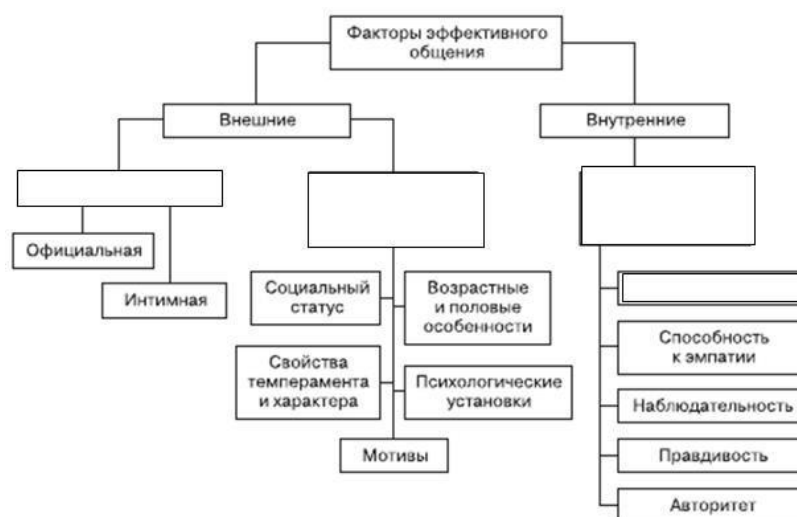 Факторы эффективного
общения
Внешние
Внутренние
Официальная
Интимная
Социальный
статус
Возрастные
и половые
особенности
Свойства
темперамента
и характера
Психологические
установки
Мотивы
Способность
к эмпатии
Наблюдательность
Правдивость
Авторитет